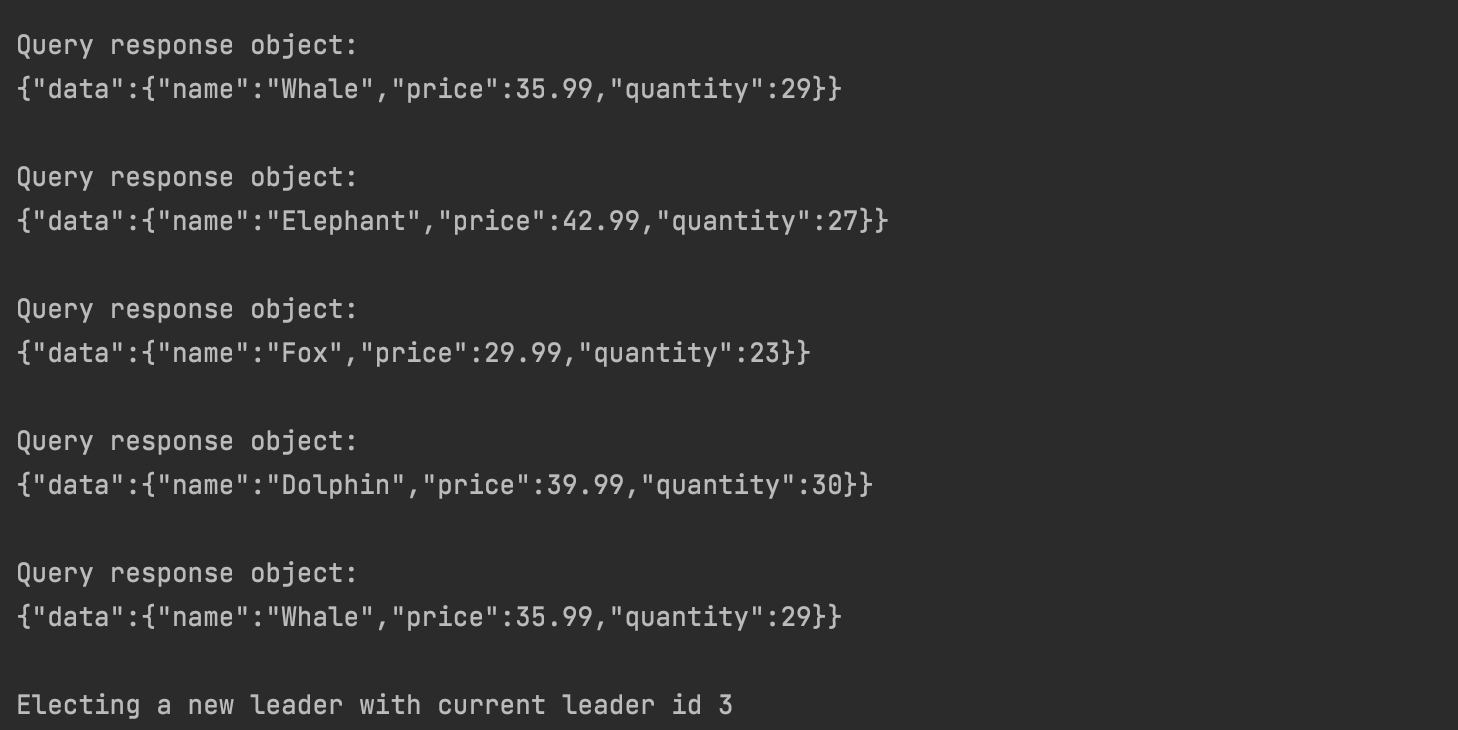 Query response object:
{"data":{"name":"Whale","price":35.99,"quantity":29}}
Query response object:
{"data":{"name":"Elephant","price":42.99,"quantity":27}}
Query response object:
{"data":{"name":"Fox","price":29.99,"quantity":23}}
Query response object:
{"data":{"name":"Dolphin","price":39.99,"quantity":30}}
Query response object:
{"data":{"name":"Whale","price":35.99,"quantity":29}}
Electing a new leader with current leader id 3